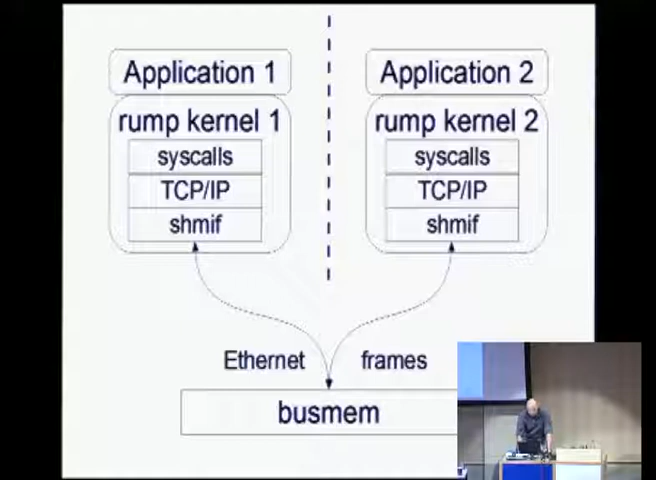 Application 1
Application 2
rump kernel 1
rump kernel 2
syscalls
syscalls
TCP/IP
TCP/IP
shmif
shmif
Ethernet frames
busmem